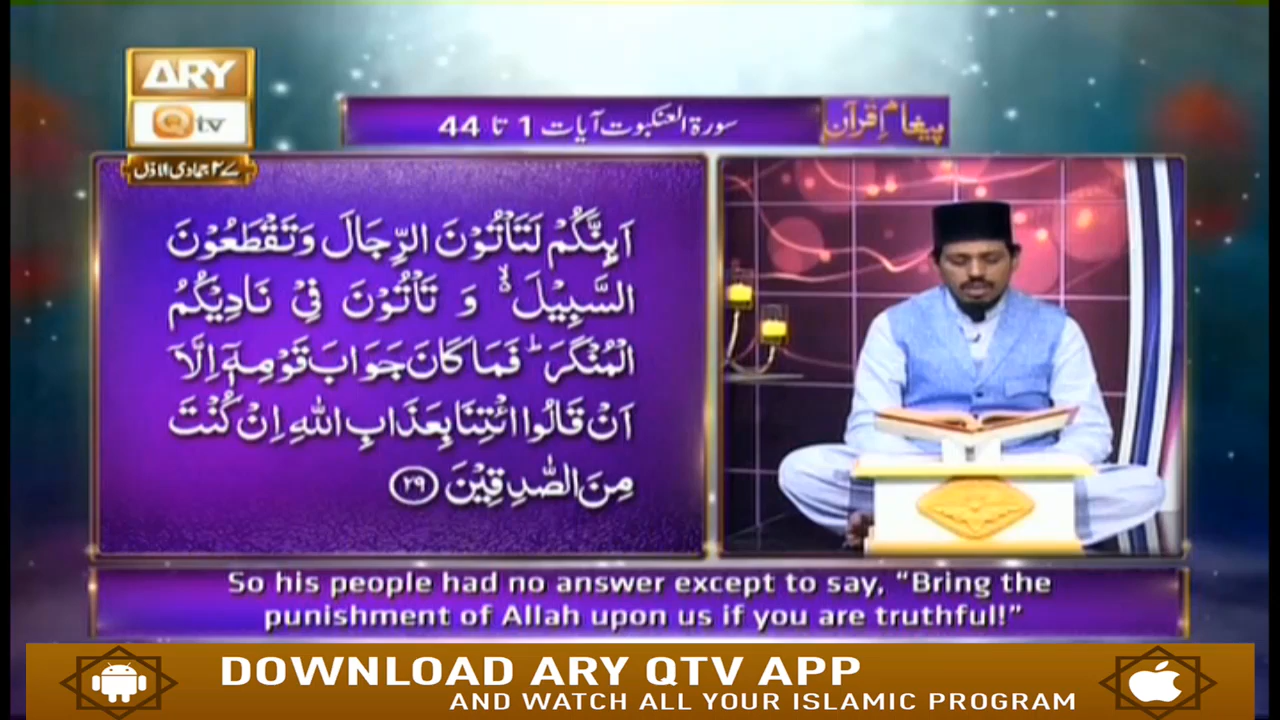 ARY
Qtv
۲۷ جمادی الاوّل
پیغامِ قرآن
سورۃ العنکبوت آیات 1 تا 44
اَىِٕنَّكُمْ لَتَاْتُوْنَ الرِّجَالَ وَتَقْطَعُوْنَ
السَّبِيْلَ ۙ۬ وَ تَاْتُوْنَ فِيْ نَادِيْكُمُ
الْمُنْكَرَ ؕ فَمَا كَانَ جَوَابَ قَوْمِهٖۤ اِلَّاۤ
اَنْ قَالُوا ائْتِنَا بِعَذَابِ اللّٰهِ اِنْ كُنْتَ
مِنَ الصّٰدِقِيْنَ ﴿۲۹﴾
So his people had no answer except to say, “Bring the
punishment of Allah upon us if you are truthful!”
DOWNLOAD ARY QTV APP
AND WATCH ALL YOUR ISLAMIC PROGRAM